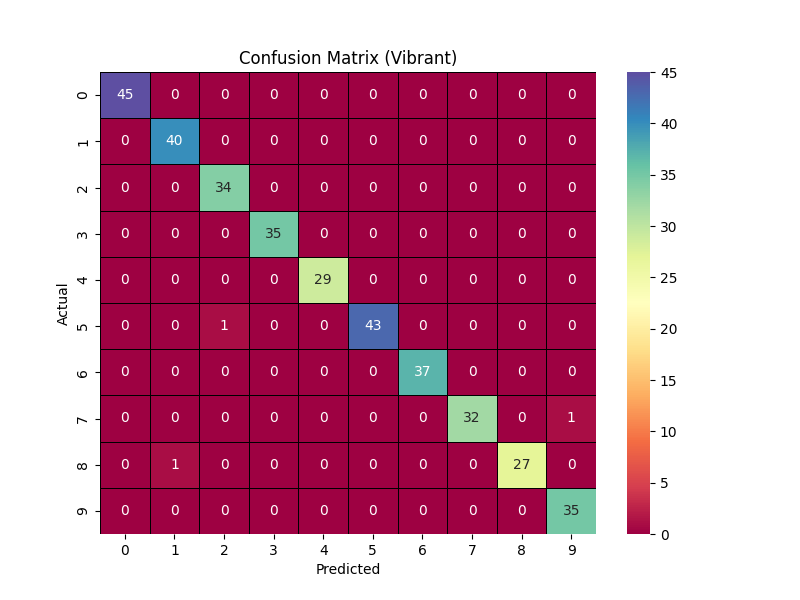 Confusion Matrix (Vibrant)
0 45 0 0 0 0 0 0 0 0 0
1 0 40 0 0 0 0 0 0 0 0
2 0 0 34 0 0 0 0 0 0 0
3 0 0 0 35 0 0 0 0 0 0
4 0 0 0 0 29 0 0 0 0 0
5 0 0 1 0 0 43 0 0 0 0
6 0 0 0 0 0 0 37 0 0 0
7 0 0 0 0 0 0 0 32 0 1
8 0 1 0 0 0 0 0 0 27 0
9 0 0 0 0 0 0 0 0 0 35
0 1 2 3 4 5 6 7 8 9
Predicted
Actual
45
40
35
30
25
20
15
10
5
0